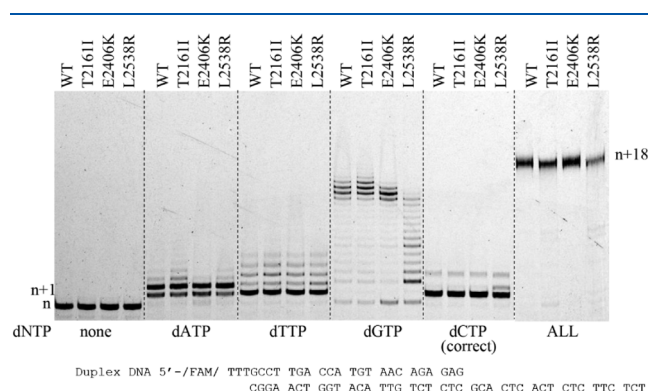 WT T2161I E2406K L2538R WT T2161I E2406K L2538R WT T2161I E2406K L2538R WT T2161I E2406K L2538R WT T2161I E2406K L2538R WT T2161I E2406K L2538R
n+18
n+1
n
dNTP none dATP dTTP dGTP dCTP ALL
(correct)
Duplex DNA 5'-/FAM/ TTTGCCT TGA CCA TGT AAC AGA GAG
CGGA ACT GGT ACA TTG TCT CTC GCA CTC ACT CTC TTC TCT